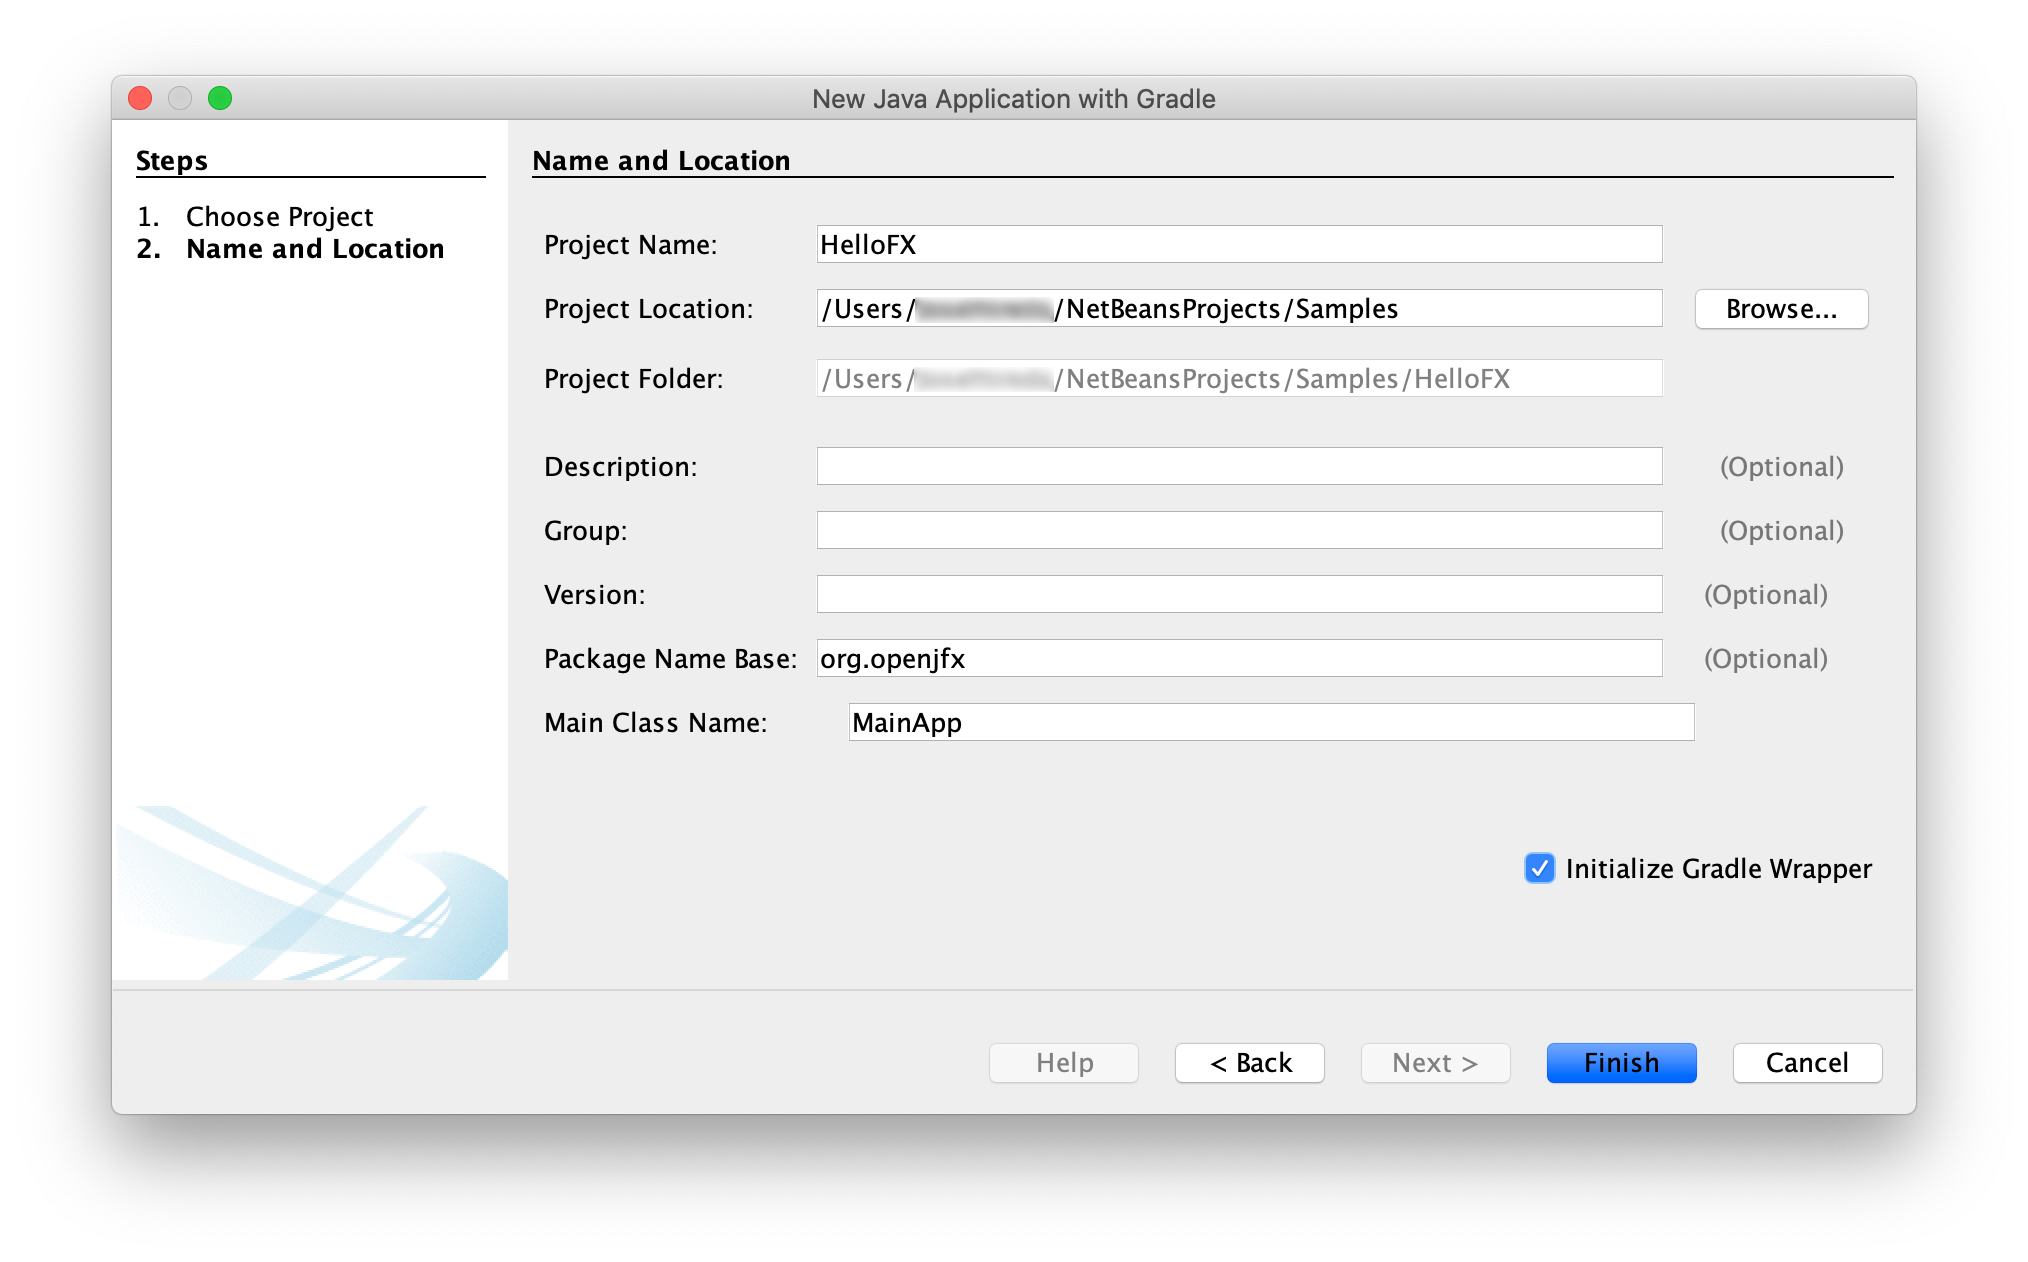 New Java Application with Gradle
Steps
1. Choose Project
2. Name and Location
Name and Location
Project Name: HelloFX
Project Location: /Users/ /NetBeansProjects/Samples Browse...
Project Folder: /Users/ /NetBeansProjects/Samples/HelloFX
Description: (Optional)
Group: (Optional)
Version: (Optional)
Package Name Base: org.openjfx (Optional)
Main Class Name: MainApp
Initialize Gradle Wrapper
Help < Back Next > Finish Cancel